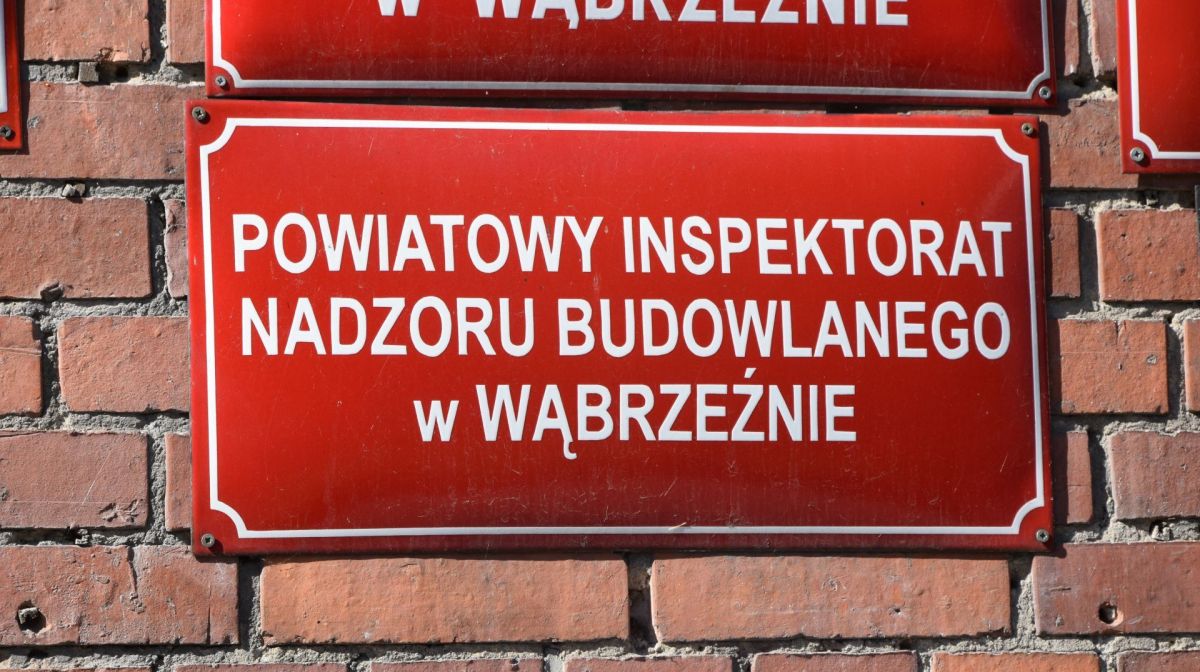 w WĄBRZEŹNIE
POWIATOWY INSPEKTORAT
NADZORU BUDOWLANEGO
w WĄBRZEŹNIE